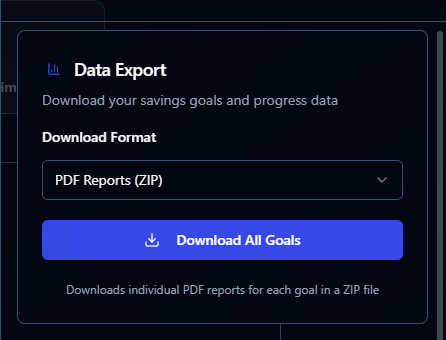 im
Data Export
Download your savings goals and progress data
Download Format
PDF Reports (ZIP)
Download All Goals
Downloads individual PDF reports for each goal in a ZIP file